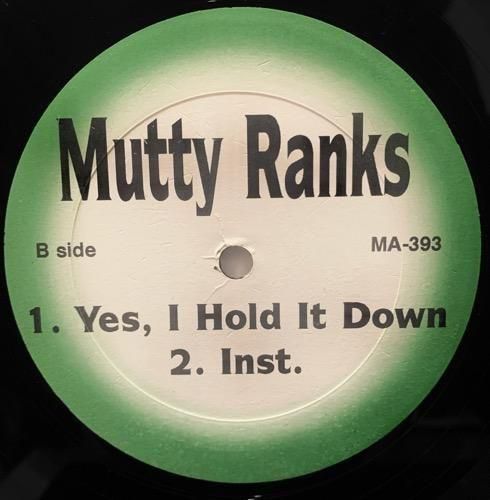 Mutty Ranks
B side
MA-393
1. Yes, I Hold It Down
2. Inst.